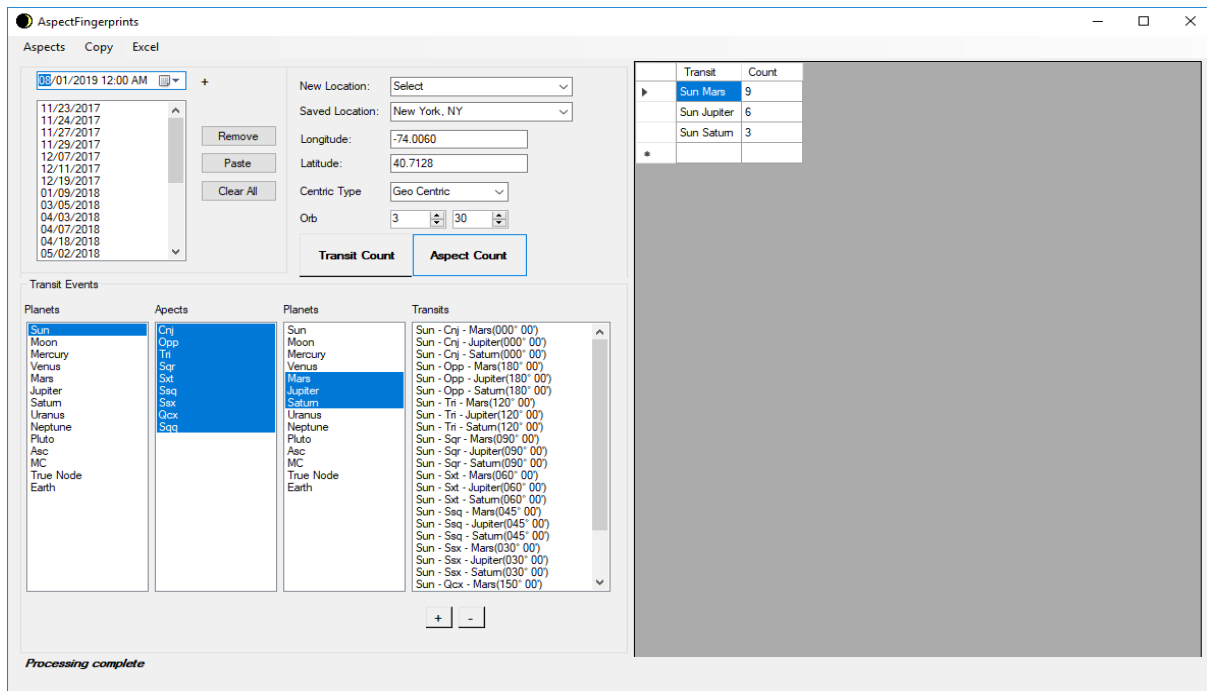 AspectFingerprints
Aspects Copy Excel
08/01/2019 12:00 AM +
11/23/2017
11/24/2017
11/27/2017
11/29/2017
12/07/2017
12/11/2017
12/19/2017
01/09/2018
03/05/2018
04/03/2018
04/07/2018
04/18/2018
05/02/2018
Remove
Paste
Clear All
New Location: Select
Saved Location: New York, NY
Longitude: -74.0060
Latitude: 40.7128
Centric Type Geo Centric
Orb 3 30
Transit Count Aspect Count
Transit Events
Planets
Sun
Moon
Mercury
Venus
Mars
Jupiter
Saturn
Uranus
Neptune
Pluto
Asc
MC
True Node
Earth
Apects
Cnj
Opp
Tri
Sqr
Sxt
Ssq
Ssx
Qcx
Sqq
Planets
Sun
Moon
Mercury
Venus
Mars
Jupiter
Saturn
Uranus
Neptune
Pluto
Asc
MC
True Node
Earth
Transits
Sun - Cnj - Mars(000° 00')
Sun - Cnj - Jupiter(000° 00')
Sun - Cnj - Saturn(000° 00')
Sun - Opp - Mars(180° 00')
Sun - Opp - Jupiter(180° 00')
Sun - Opp - Saturn(180° 00')
Sun - Tri - Mars(120° 00')
Sun - Tri - Jupiter(120° 00')
Sun - Tri - Saturn(120° 00')
Sun - Sqr - Mars(090° 00')
Sun - Sqr - Jupiter(090° 00')
Sun - Sqr - Saturn(090° 00')
Sun - Sxt - Mars(060° 00')
Sun - Sxt - Jupiter(060° 00')
Sun - Sxt - Saturn(060° 00')
Sun - Ssq - Mars(045° 00')
Sun - Ssq - Jupiter(045° 00')
Sun - Ssq - Saturn(045° 00')
Sun - Ssx - Mars(030° 00')
Sun - Ssx - Jupiter(030° 00')
Sun - Ssx - Saturn(030° 00')
Sun - Qcx - Mars(150° 00')
+ -
Processing complete
Transit Count
Sun Mars 9
Sun Jupiter 6
Sun Saturn 3
*